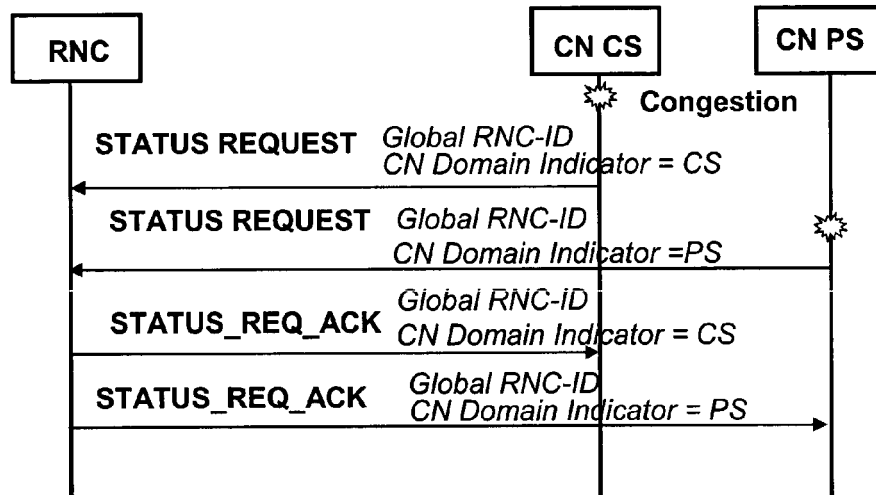 RNC
CN CS
CN PS
Congestion
STATUS REQUEST Global RNC-ID
CN Domain Indicator = CS
STATUS REQUEST Global RNC-ID
CN Domain Indicator =PS
STATUS_REQ_ACK Global RNC-ID
CN Domain Indicator = CS
STATUS_REQ_ACK Global RNC-ID
CN Domain Indicator = PS